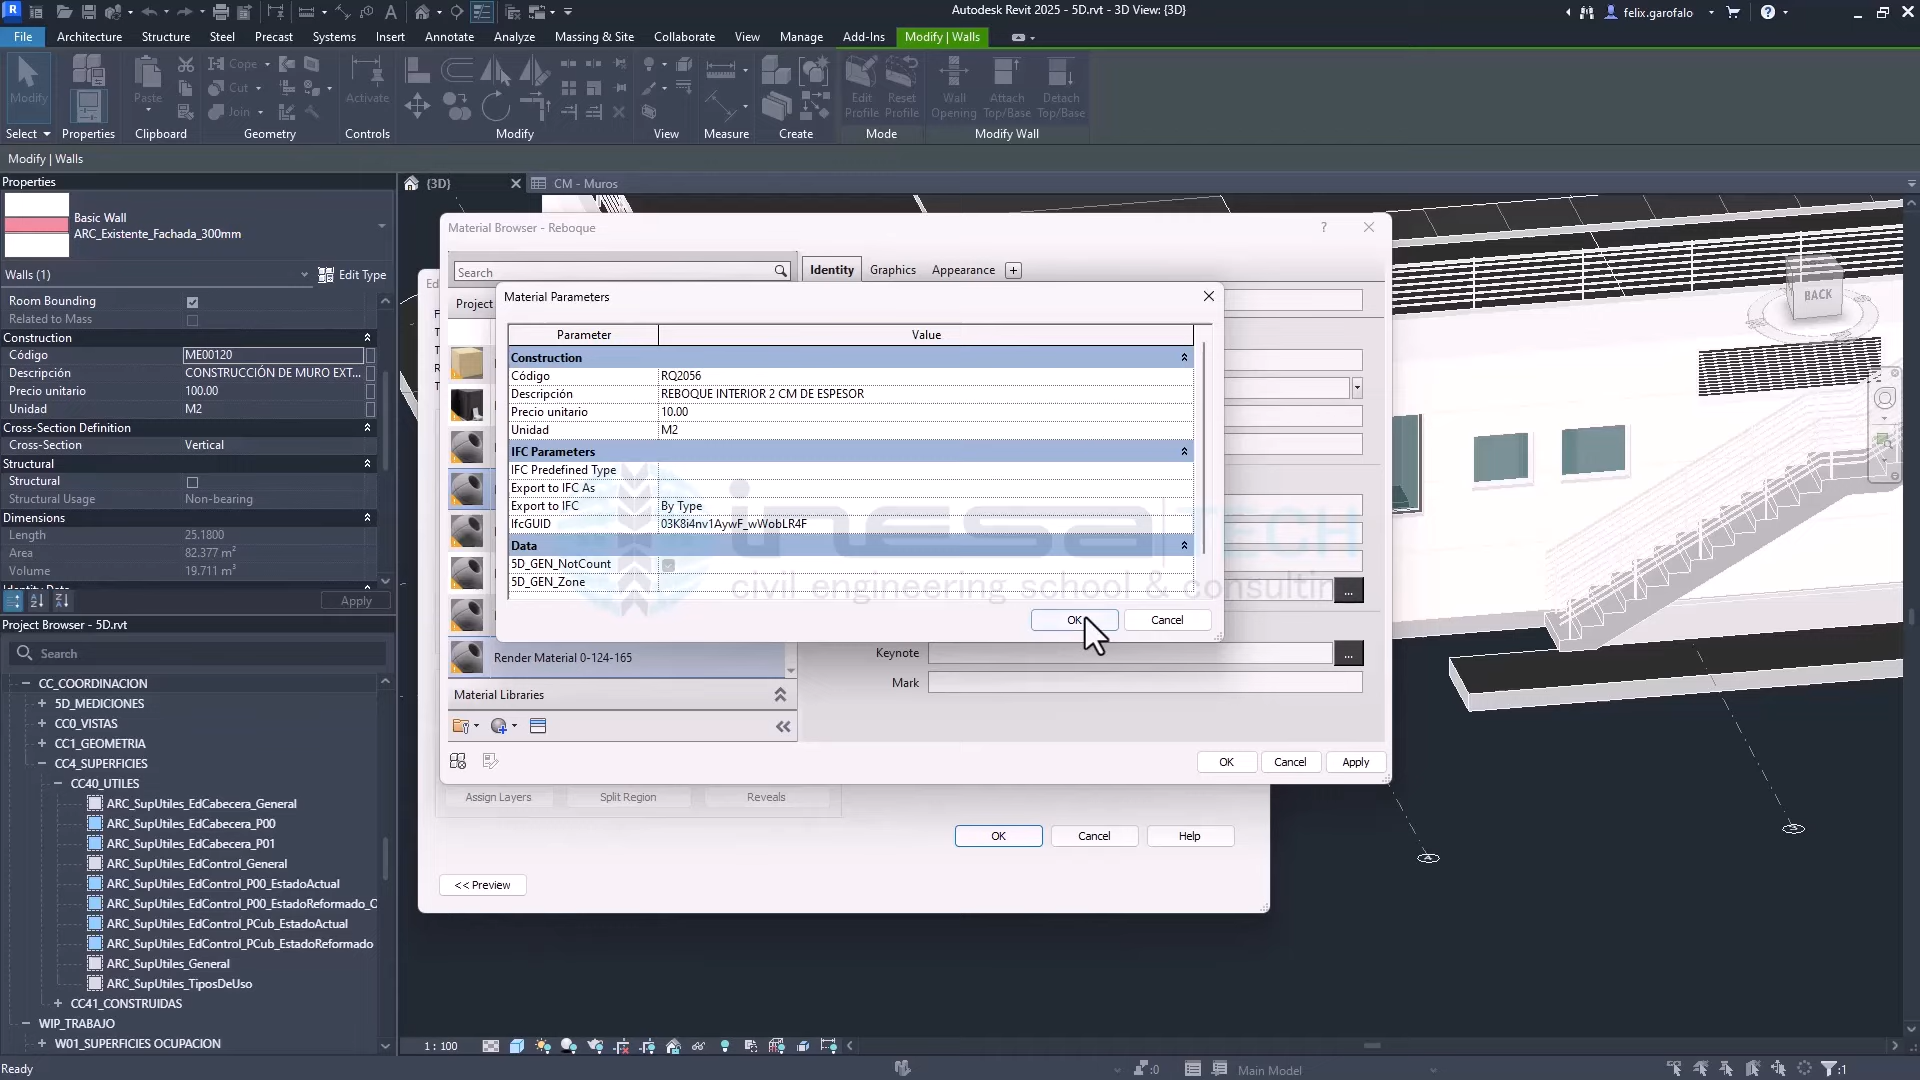 Autodesk Revit 2025 - 5D.rvt - 3D View: {3D}
felix.garofalo
File Architecture Structure Steel Precast Systems Insert Annotate Analyze Massing & Site Collaborate View Manage Add-Ins Modify | Walls
Modify
Paste
Cope
Cut
Join
Activate
Edit Profile
Reset Profile
Wall Opening
Attach Top/Base
Detach Top/Base
Select Properties Clipboard Geometry Controls Modify View Measure Create Mode Modify Wall
Modify | Walls
Properties
Basic Wall
ARC_Existente_Fachada_300mm
Walls (1)
Edit Type
Room Bounding
Related to Mass
Construction
Código ME00120
Descripción CONSTRUCCIÓN DE MURO EXT...
Precio unitario 100.00
Unidad M2
Cross-Section Definition
Cross-Section Vertical
Structural
Structural
Structural Usage Non-bearing
Dimensions
Length 25.1800
Area 82.377 m²
Volume 19.711 m³
Identity Data
Apply
Project Browser - 5D.rvt
Search
CC_COORDINACION
5D_MEDICIONES
CC0_VISTAS
CC1_GEOMETRIA
CC4_SUPERFICIES
CC40_UTILES
ARC_SupUtiles_EdCabecera_General
ARC_SupUtiles_EdCabecera_P00
ARC_SupUtiles_EdCabecera_P01
ARC_SupUtiles_EdControl_General
ARC_SupUtiles_EdControl_P00_EstadoActual
ARC_SupUtiles_EdControl_P00_EstadoReformado_C
ARC_SupUtiles_EdControl_PCub_EstadoActual
ARC_SupUtiles_EdControl_PCub_EstadoReformado
ARC_SupUtiles_General
ARC_SupUtiles_TiposDeUso
CC41_CONSTRUIDAS
WIP_TRABAJO
W01_SUPERFICIES OCUPACION
Ready
{3D}
CM - Muros
Material Browser - Reboque
Search
Identity Graphics Appearance
Ed
Project
Material Parameters
Parameter Value
Construction
Código RQ2056
Descripción REBOQUE INTERIOR 2 CM DE ESPESOR
Precio unitario 10.00
Unidad M2
IFC Parameters
IFC Predefined Type
Export to IFC As
Export to IFC By Type
IfcGUID 03K8i4nv1AywF_wWobLR4F
Data
5D_GEN_NotCount
5D_GEN_Zone
OK Cancel
inesa TECH
civil engineering school & consultin
Render Material 0-124-165
Keynote
Material Libraries
Mark
OK Cancel Apply
Assign Layers Split Region Reveals
OK Cancel Help
<< Preview
BACK
1 : 100
:0
Main Model
:1